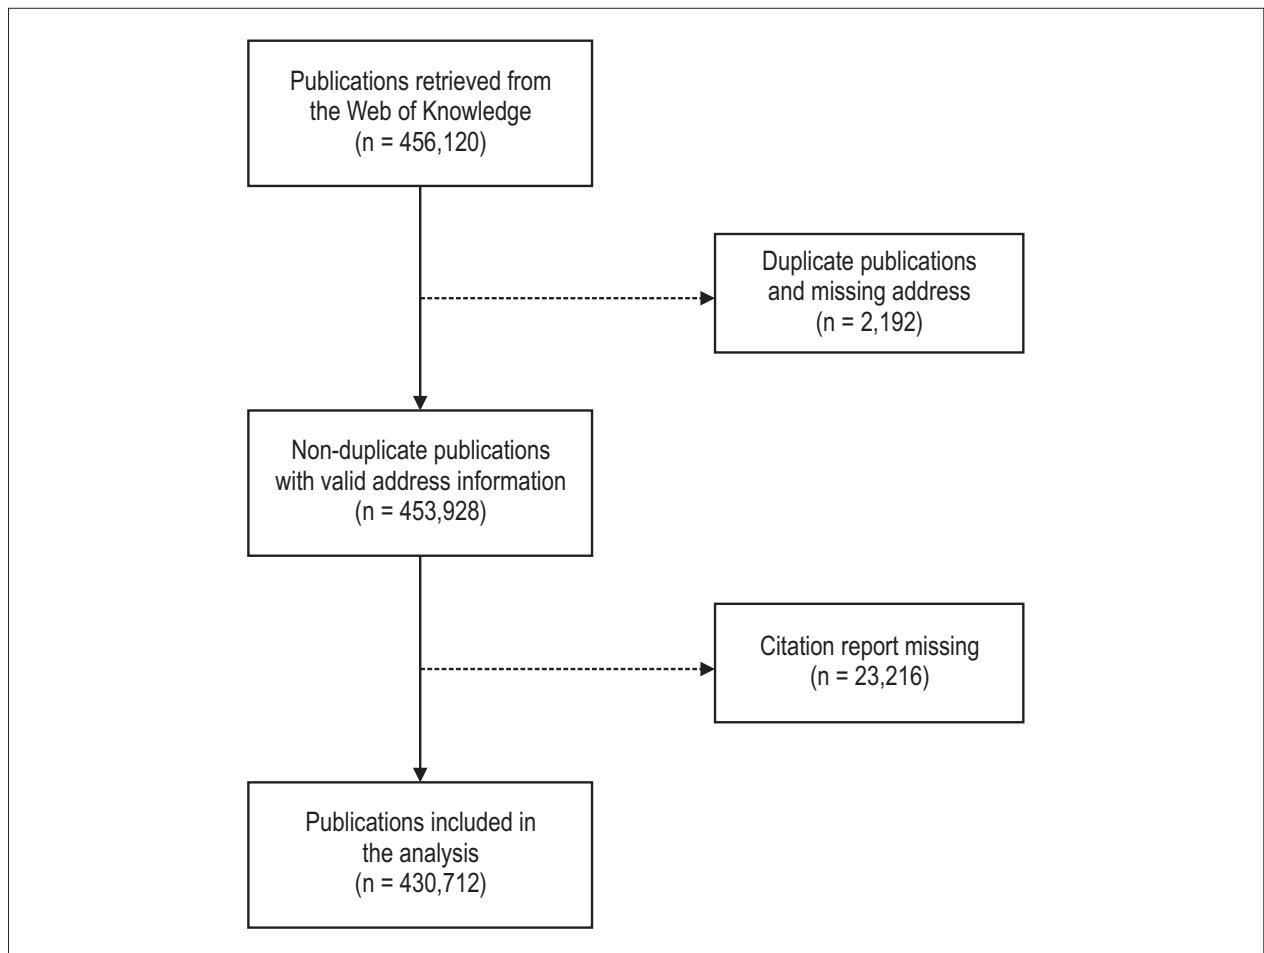 Publications retrieved from
the Web of Knowledge
(n = 456,120)
Duplicate publications
and missing address
(n = 2,192)
Non-duplicate publications
with valid address information
(n = 453,928)
Citation report missing
(n = 23,216)
Publications included in
the analysis
(n = 430,712)